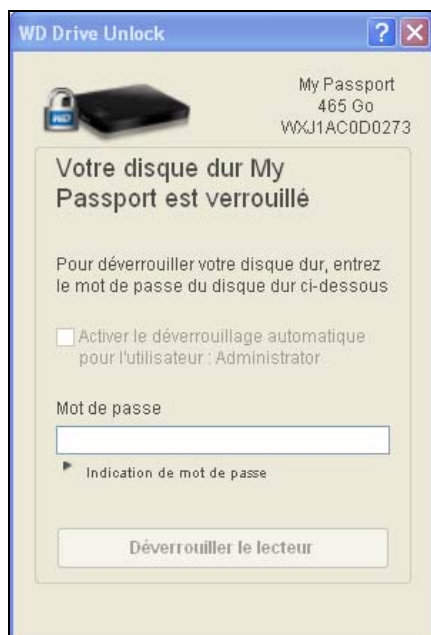 WD Drive Unlock
?
WD
My Passport
465 Go
WXJ1AC0D0273
Votre disque dur My
Passport est verrouillé
Pour déverrouiller votre disque dur, entrez
le mot de passe du disque dur ci-dessous
Activer le déverrouillage automatique
pour l'utilisateur : Administrator
Mot de passe
Indication de mot de passe
Déverrouiller le lecteur